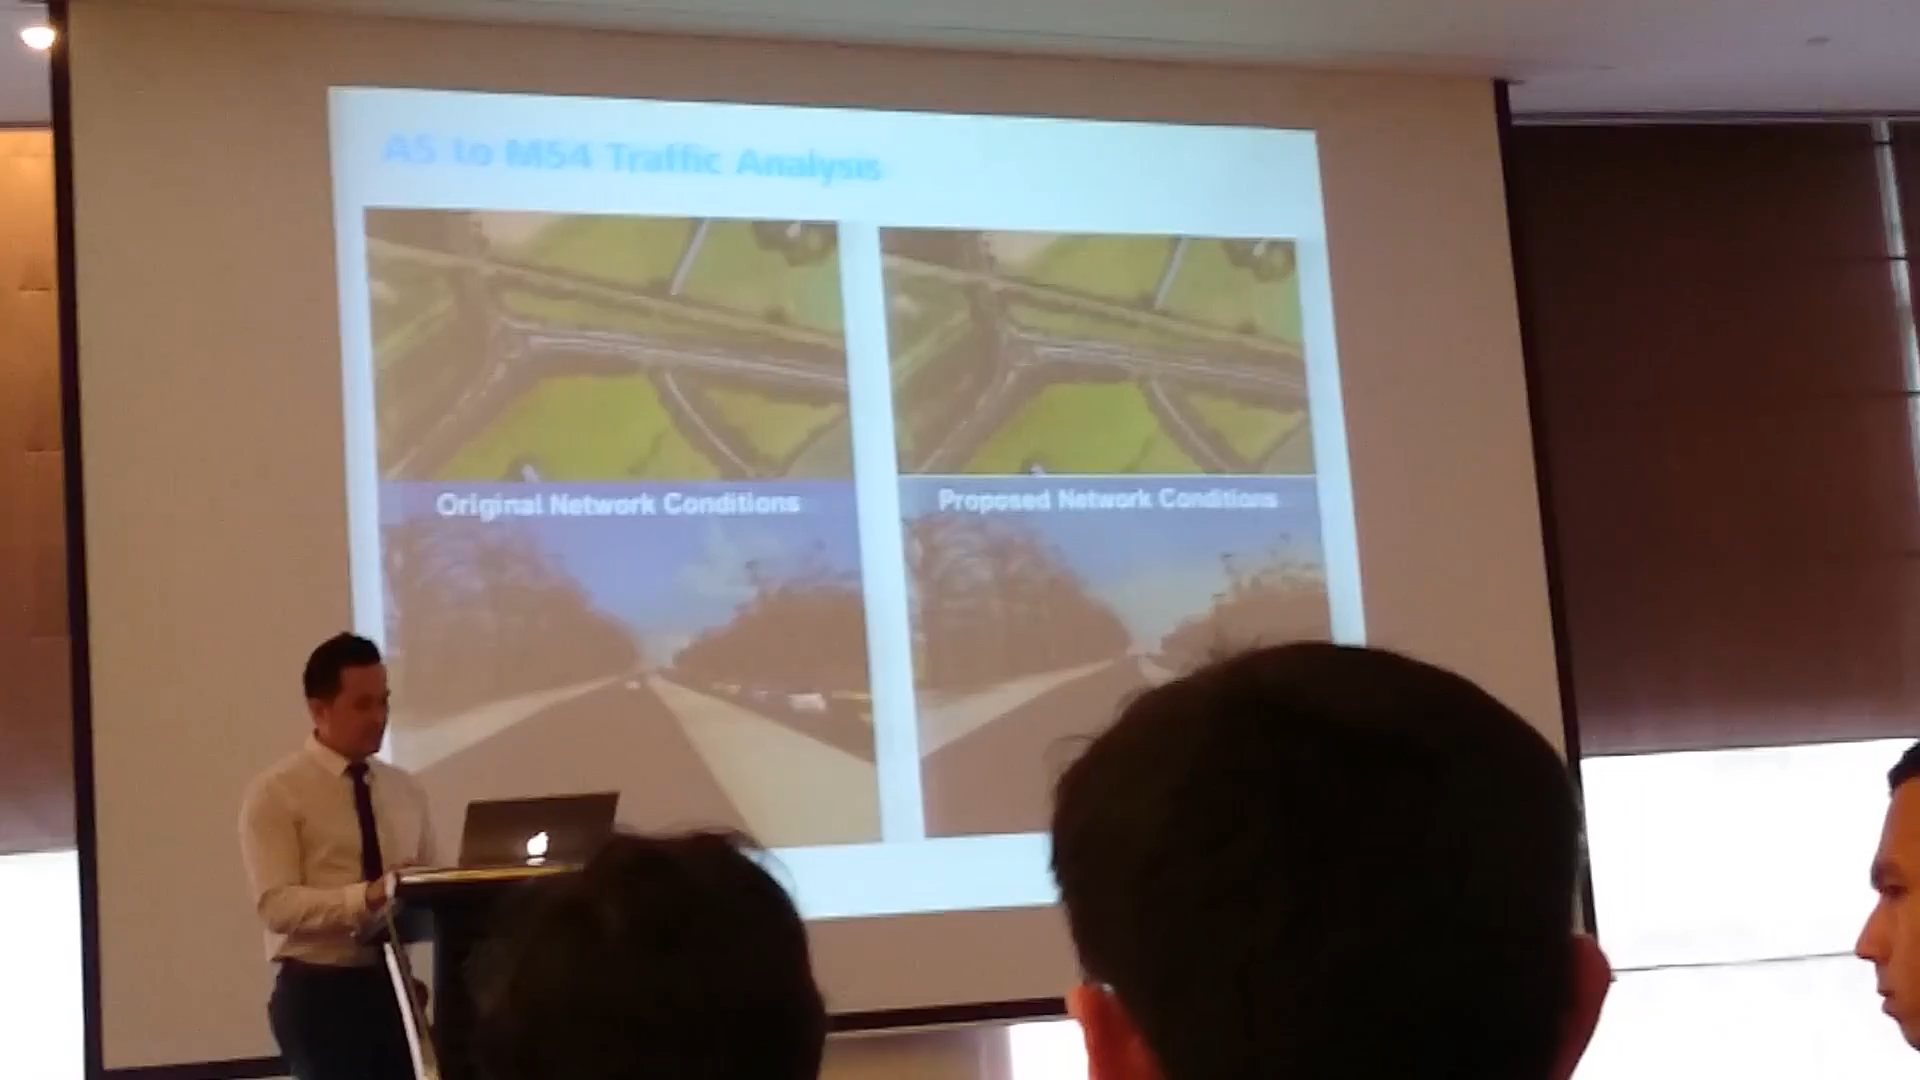 A5 to M54 Traffic Analysis
Original Network Conditions
Proposed Network Conditions